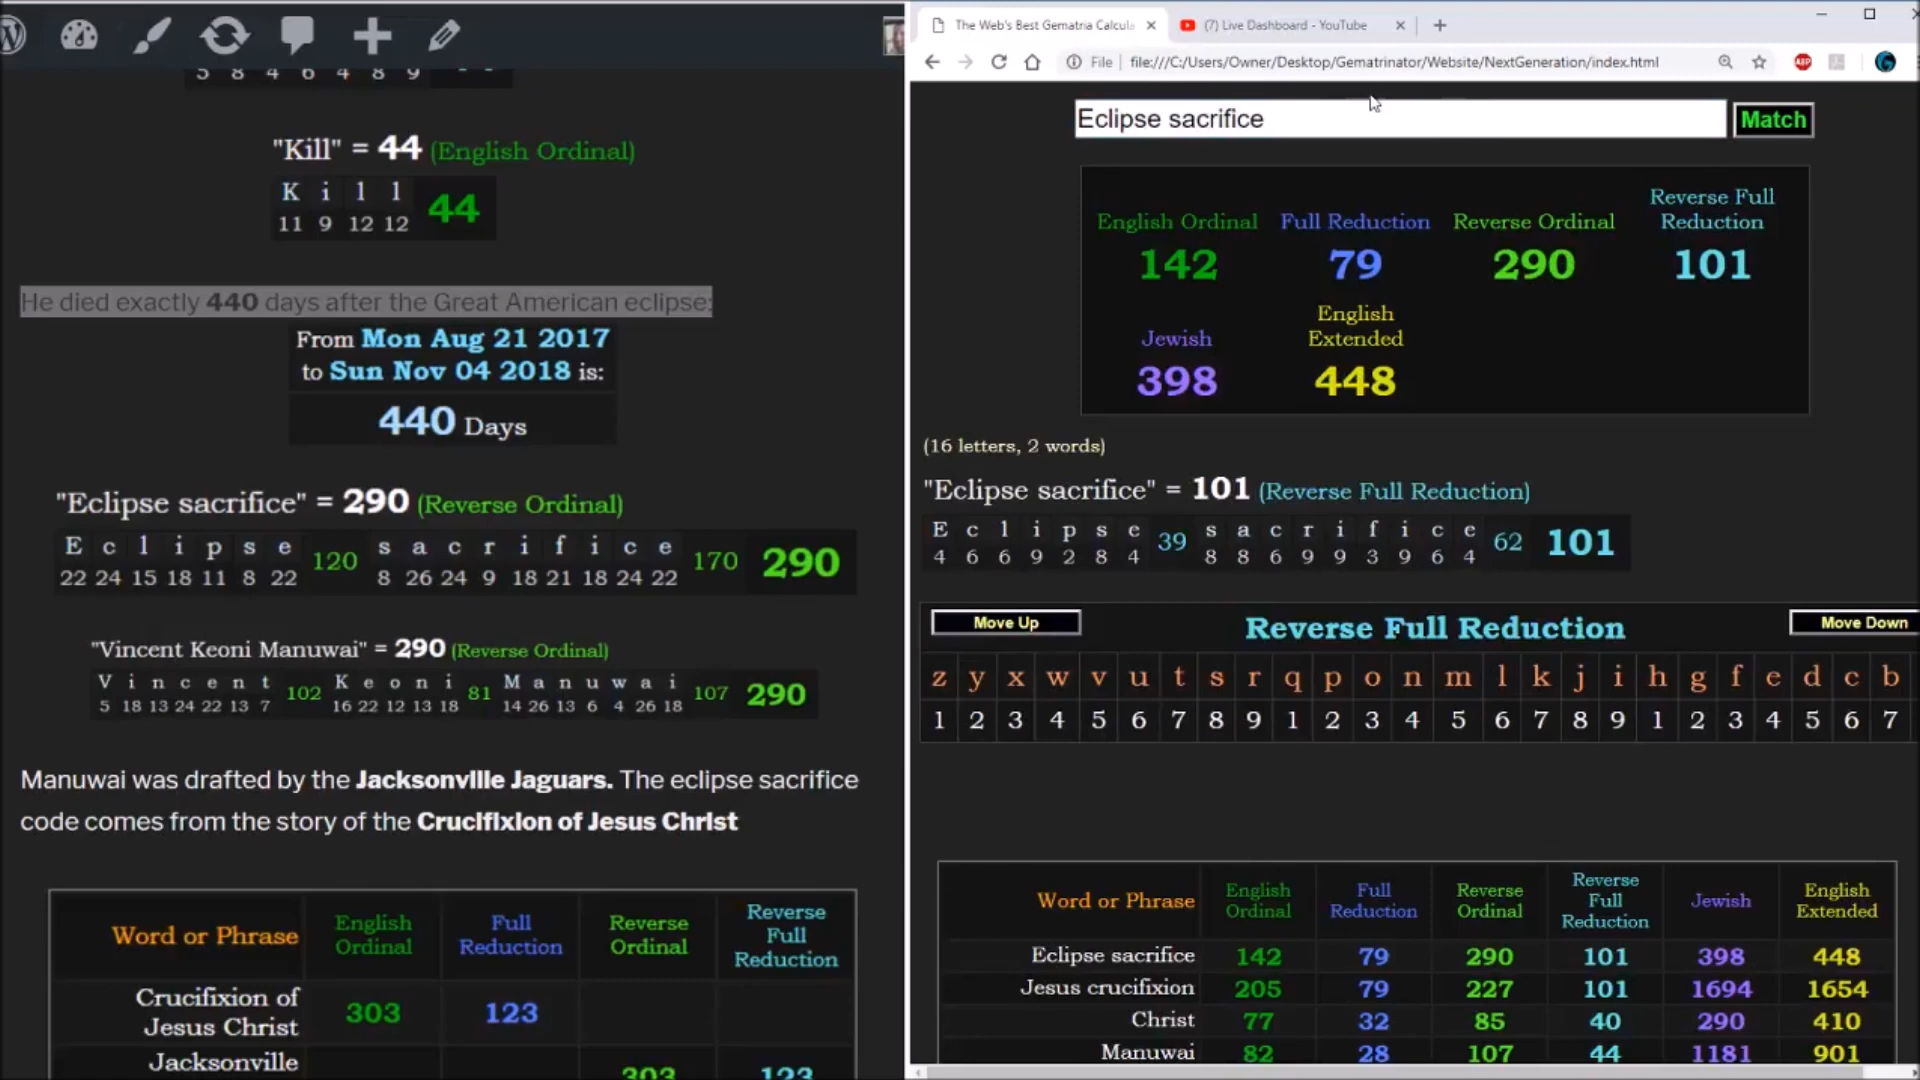 5 8 4 6 4 8 9
"Kill" = 44 (English Ordinal)
K i l l 44
11 9 12 12
He died exactly 440 days after the Great American eclipse:
From Mon Aug 21 2017
to Sun Nov 04 2018 is:
440 Days
"Eclipse sacrifice" = 290 (Reverse Ordinal)
E c l i p s e 120 s a c r i f i c e 170 290
22 24 15 18 11 8 22 8 26 24 9 18 21 18 24 22
"Vincent Keoni Manuwai" = 290 (Reverse Ordinal)
V i n c e n t 102 K e o n i 81 M a n u w a i 107 290
5 18 13 24 22 13 7 16 22 12 13 18 14 26 13 6 4 26 18
Manuwai was drafted by the Jacksonville Jaguars. The eclipse sacrifice
code comes from the story of the Crucifixion of Jesus Christ
Word or Phrase English Ordinal Full Reduction Reverse Ordinal Reverse Full Reduction
Crucifixion of Jesus Christ 303 123
Jacksonville 303 123
The Web's Best Gematria Calcula (7) Live Dashboard - YouTube
File file:///C:/Users/Owner/Desktop/Gematrinator/Website/NextGeneration/index.html
ABP
Eclipse sacrifice Match
English Ordinal Full Reduction Reverse Ordinal Reverse Full Reduction
142 79 290 101
Jewish English Extended
398 448
(16 letters, 2 words)
"Eclipse sacrifice" = 101 (Reverse Full Reduction)
E c l i p s e 39 s a c r i f i c e 62 101
4 6 6 9 2 8 4 8 8 6 9 9 3 9 6 4
Move Up Reverse Full Reduction Move Down
z y x w v u t s r q p o n m l k j i h g f e d c b
1 2 3 4 5 6 7 8 9 1 2 3 4 5 6 7 8 9 1 2 3 4 5 6 7
Word or Phrase English Ordinal Full Reduction Reverse Ordinal Reverse Full Reduction Jewish English Extended
Eclipse sacrifice 142 79 290 101 398 448
Jesus crucifixion 205 79 227 101 1694 1654
Christ 77 32 85 40 290 410
Manuwai 82 28 107 44 1181 901